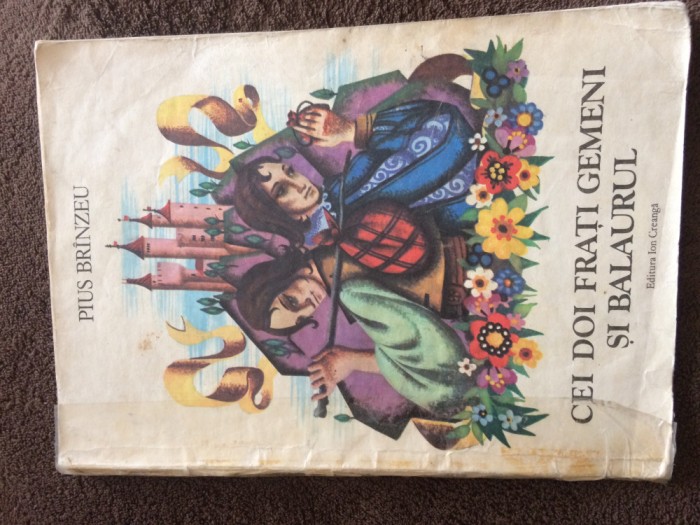 PIUS BRÎNZEU
CEI DOI FRAȚI GEMENI
ȘI BALAURUL
Editura Ion Creangă